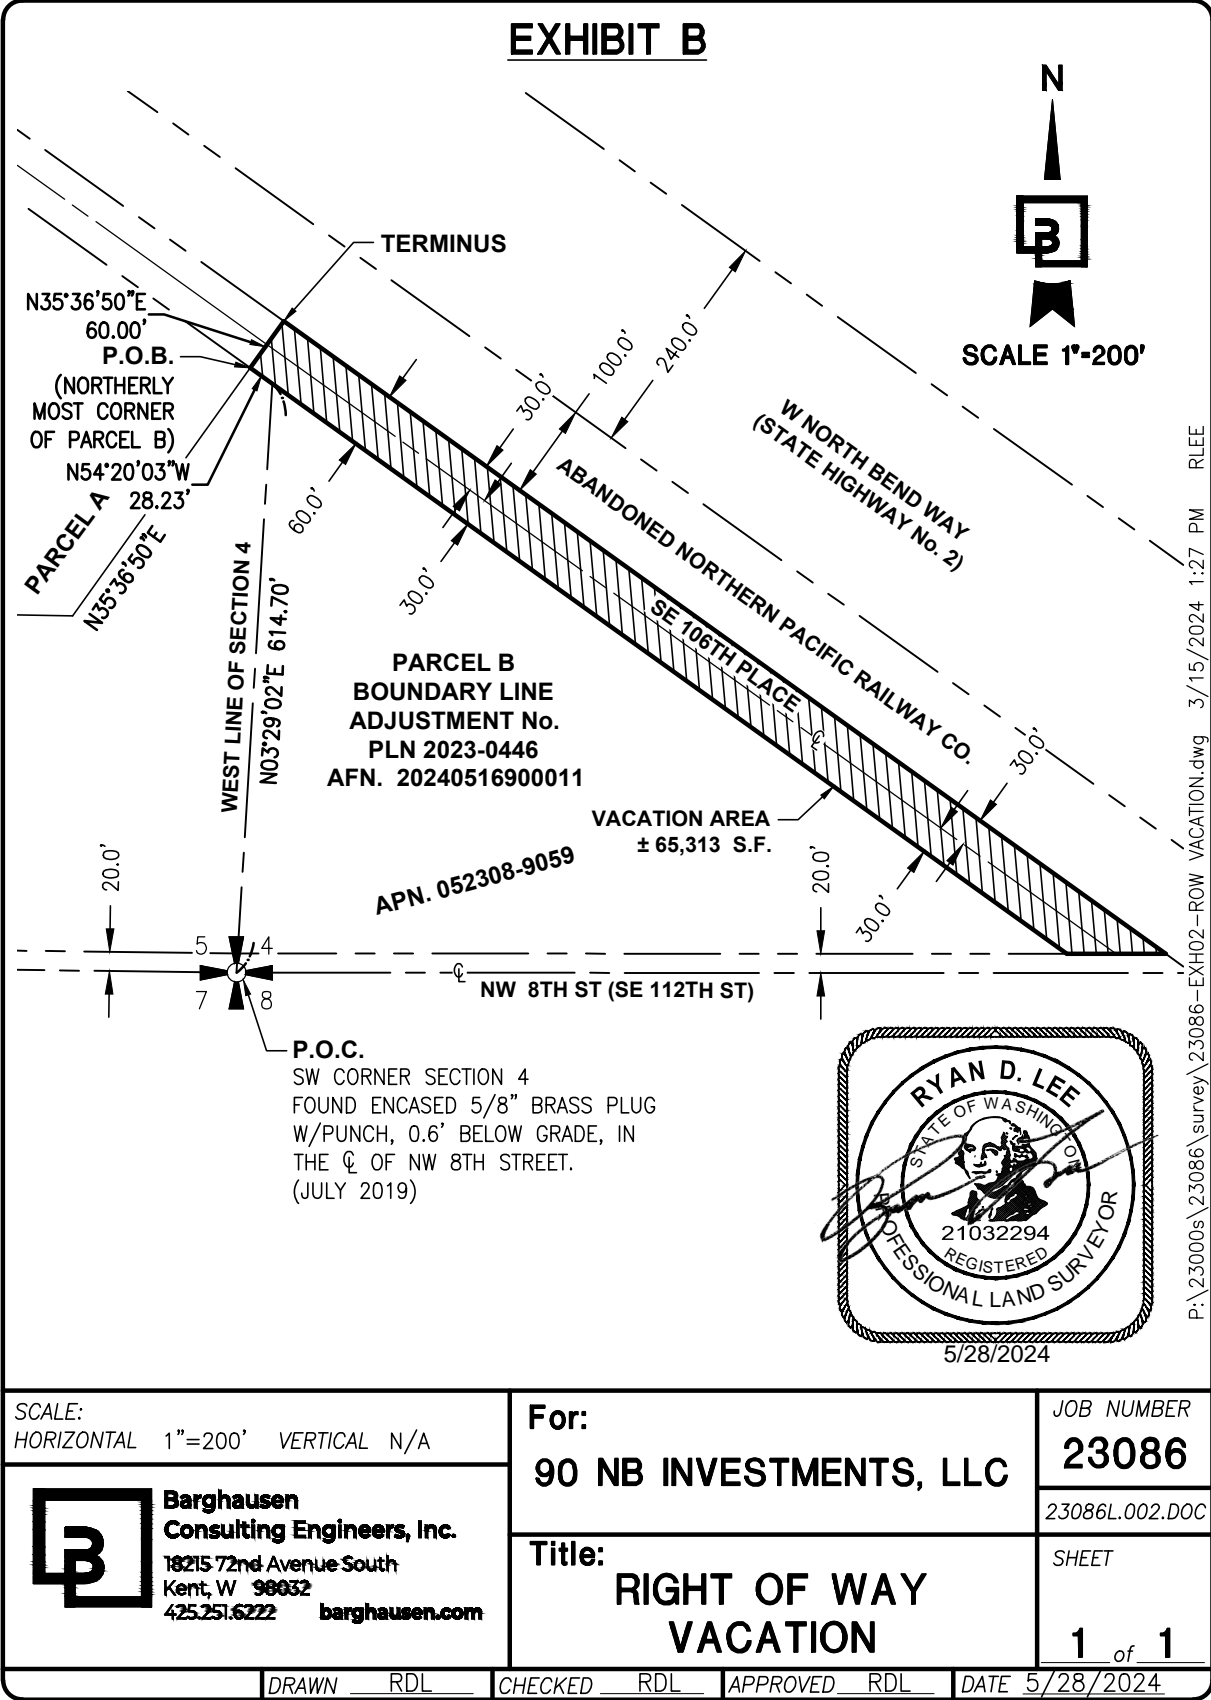 EXHIBIT B
N
B
SCALE 1"=200'
TERMINUS
N35°36'50"E
60.00'
P.O.B.
(NORTHERLY
MOST CORNER
OF PARCEL B)
N54°20'03"W
28.23'
PARCEL A
N35°36'50"E
WEST LINE OF SECTION 4
N03°29'02"E 614.70'
60.0'
30.0'
30.0'
100.0'
240.0'
W NORTH BEND WAY
(STATE HIGHWAY No. 2)
ABANDONED NORTHERN PACIFIC RAILWAY CO.
SE 106TH PLACE
℄
PARCEL B
BOUNDARY LINE
ADJUSTMENT No.
PLN 2023-0446
AFN. 20240516900011
VACATION AREA
± 65,313 S.F.
APN. 052308-9059
30.0'
30.0'
20.0'
20.0'
5 4
7 8
℄
NW 8TH ST (SE 112TH ST)
P.O.C.
SW CORNER SECTION 4
FOUND ENCASED 5/8" BRASS PLUG
W/PUNCH, 0.6' BELOW GRADE, IN
THE ℄ OF NW 8TH STREET.
(JULY 2019)
RYAN D. LEE
STATE OF WASHINGTON
21032294
REGISTERED
PROFESSIONAL LAND SURVEYOR
5/28/2024
P:\23000s\23086\survey\23086-EXH02-ROW VACATION.dwg 3/15/2024 1:27 PM RLEE
SCALE:
HORIZONTAL 1"=200' VERTICAL N/A
B
Barghausen
Consulting Engineers, Inc.
18215 72nd Avenue South
Kent, W 98032
425.251.6222 barghausen.com
For:
90 NB INVESTMENTS, LLC
Title:
RIGHT OF WAY
VACATION
JOB NUMBER
23086
23086L.002.DOC
SHEET
1 of 1
DRAWN RDL CHECKED RDL APPROVED RDL DATE 5/28/2024